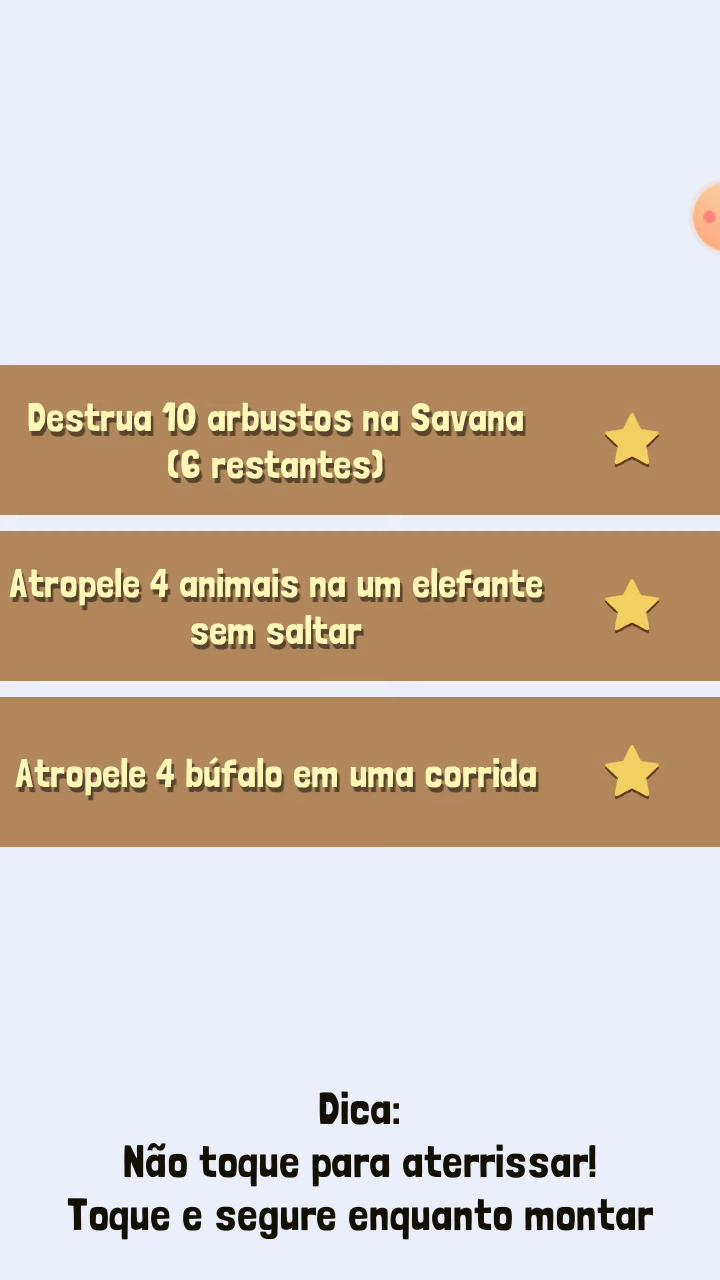 Destrua 10 arbustos na Savana
(6 restantes)
Atropele 4 animais na um elefante
sem saltar
Atropele 4 búfalo em uma corrida
Dica:
Não toque para aterrissar!
Toque e segure enquanto montar